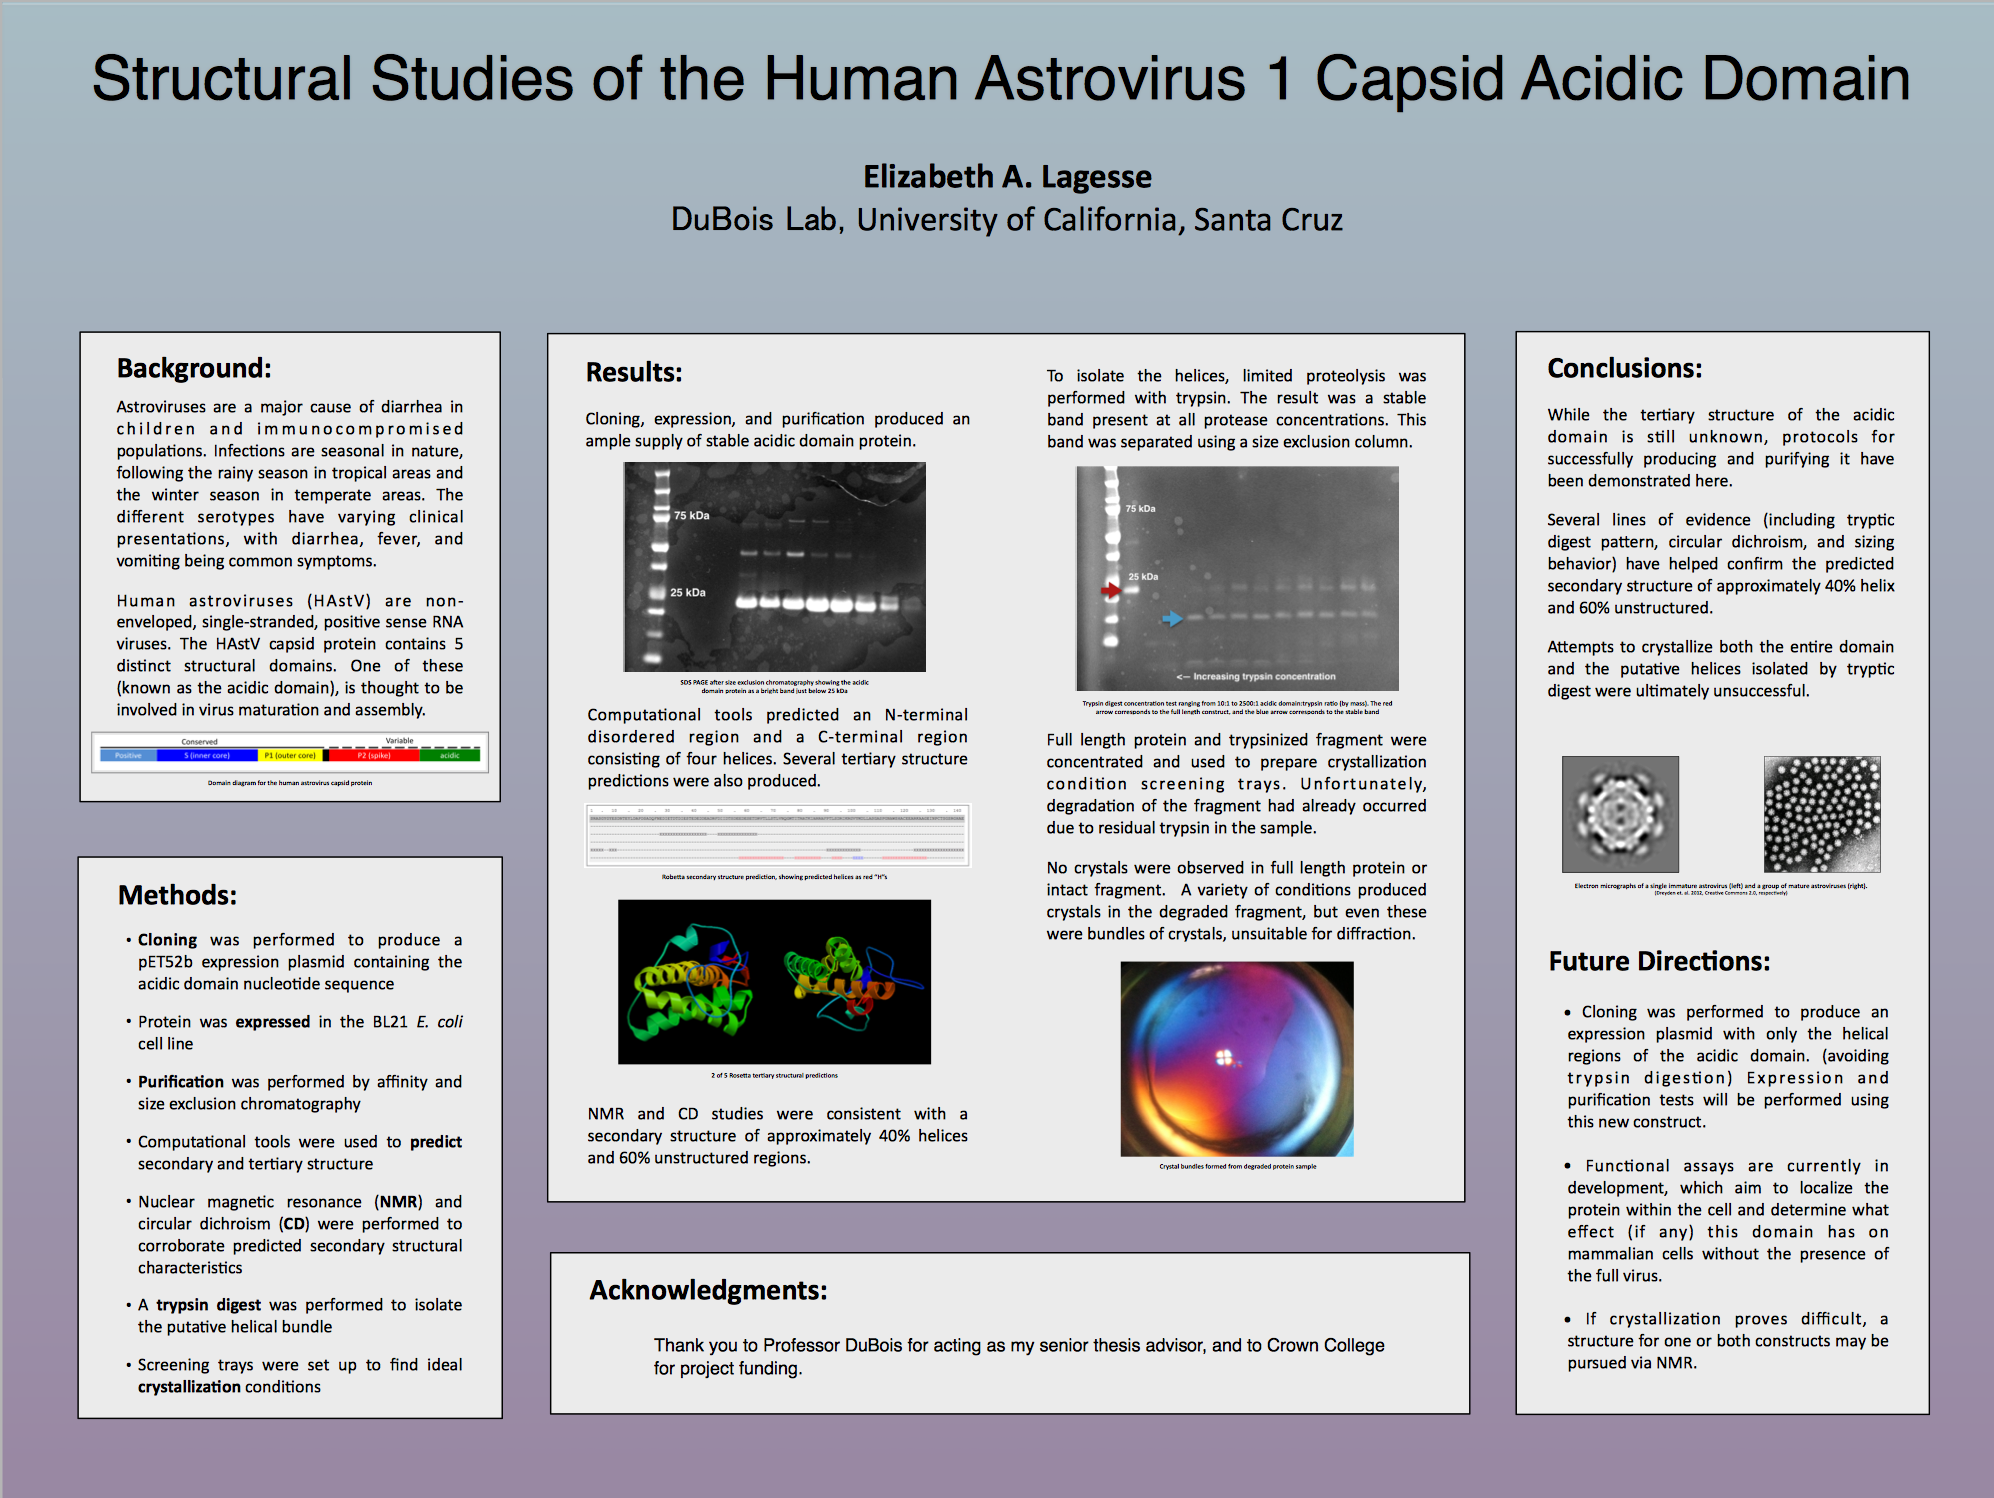 Structural Studies of the Human Astrovirus 1 Capsid Acidic Domain
Elizabeth A. Lagesse
DuBois Lab, University of California, Santa Cruz
Background:
Astroviruses are a major cause of diarrhea in
children and immunocompromised
populations. Infections are seasonal in nature,
following the rainy season in tropical areas and
the winter season in temperate areas. The
different serotypes have varying clinical
presentations, with diarrhea, fever, and
vomiting being common symptoms.
Human astroviruses (HAstV) are non-
enveloped, single-stranded, positive sense RNA
viruses. The HAstV capsid protein contains 5
distinct structural domains. One of these
(known as the acidic domain), is thought to be
involved in virus maturation and assembly.
Conserved Variable
Positive S (inner core) P1 (outer core) P2 (spike) acidic
Domain diagram for the human astrovirus capsid protein
Methods:
• Cloning was performed to produce a
pET52b expression plasmid containing the
acidic domain nucleotide sequence
• Protein was expressed in the BL21 E. coli
cell line
• Purification was performed by affinity and
size exclusion chromatography
• Computational tools were used to predict
secondary and tertiary structure
• Nuclear magnetic resonance (NMR) and
circular dichroism (CD) were performed to
corroborate predicted secondary structural
characteristics
• A trypsin digest was performed to isolate
the putative helical bundle
• Screening trays were set up to find ideal
crystallization conditions
Results:
Cloning, expression, and purification produced an
ample supply of stable acidic domain protein.
75 kDa
25 kDa
SDS PAGE after size exclusion chromatography showing the acidic
domain protein as a bright band just below 25 kDa
Computational tools predicted an N-terminal
disordered region and a C-terminal region
consisting of four helices. Several tertiary structure
predictions were also produced.
Robetta secondary structure prediction, showing predicted helices as red "H"s
2 of 5 Rosetta tertiary structural predictions
NMR and CD studies were consistent with a
secondary structure of approximately 40% helices
and 60% unstructured regions.
To isolate the helices, limited proteolysis was
performed with trypsin. The result was a stable
band present at all protease concentrations. This
band was separated using a size exclusion column.
75 kDa
25 kDa
<— Increasing trypsin concentration
Trypsin digest concentration test ranging from 10:1 to 2500:1 acidic domain:trypsin ratio (by mass). The red
arrow corresponds to the full length construct, and the blue arrow corresponds to the stable band
Full length protein and trypsinized fragment were
concentrated and used to prepare crystallization
condition screening trays. Unfortunately,
degradation of the fragment had already occurred
due to residual trypsin in the sample.
No crystals were observed in full length protein or
intact fragment. A variety of conditions produced
crystals in the degraded fragment, but even these
were bundles of crystals, unsuitable for diffraction.
Crystal bundles formed from degraded protein sample
Acknowledgments:
Thank you to Professor DuBois for acting as my senior thesis advisor, and to Crown College
for project funding.
Conclusions:
While the tertiary structure of the acidic
domain is still unknown, protocols for
successfully producing and purifying it have
been demonstrated here.
Several lines of evidence (including tryptic
digest pattern, circular dichroism, and sizing
behavior) have helped confirm the predicted
secondary structure of approximately 40% helix
and 60% unstructured.
Attempts to crystallize both the entire domain
and the putative helices isolated by tryptic
digest were ultimately unsuccessful.
Electron micrographs of a single immature astrovirus (left) and a group of mature astroviruses (right).
(Dreyden et. al. 2012, Creative Commons 2.0, respectively)
Future Directions:
• Cloning was performed to produce an
expression plasmid with only the helical
regions of the acidic domain. (avoiding
trypsin digestion) Expression and
purification tests will be performed using
this new construct.
• Functional assays are currently in
development, which aim to localize the
protein within the cell and determine what
effect (if any) this domain has on
mammalian cells without the presence of
the full virus.
• If crystallization proves difficult, a
structure for one or both constructs may be
pursued via NMR.